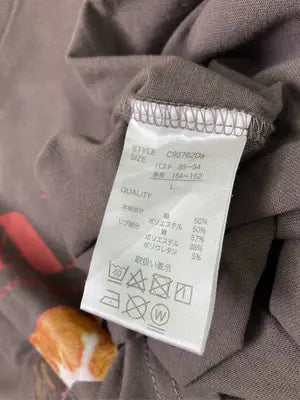 STYLE C997620a
SIZE バスト 86~94
身長 154~162
L
QUALITY
本体部分 綿 50%
ポリエステル 50%
リブ部分 綿 57%
ポリエステル 38%
ポリウレタン 5%
取扱い表示
40
W